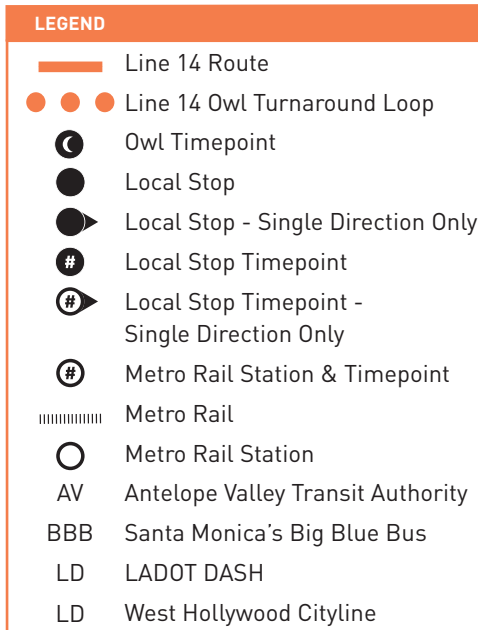 LEGEND
Line 14 Route
Line 14 Owl Turnaround Loop
Owl Timepoint
Local Stop
Local Stop - Single Direction Only
# Local Stop Timepoint
# Local Stop Timepoint -
Single Direction Only
# Metro Rail Station & Timepoint
Metro Rail
Metro Rail Station
AV Antelope Valley Transit Authority
BBB Santa Monica's Big Blue Bus
LD LADOT DASH
LD West Hollywood Cityline